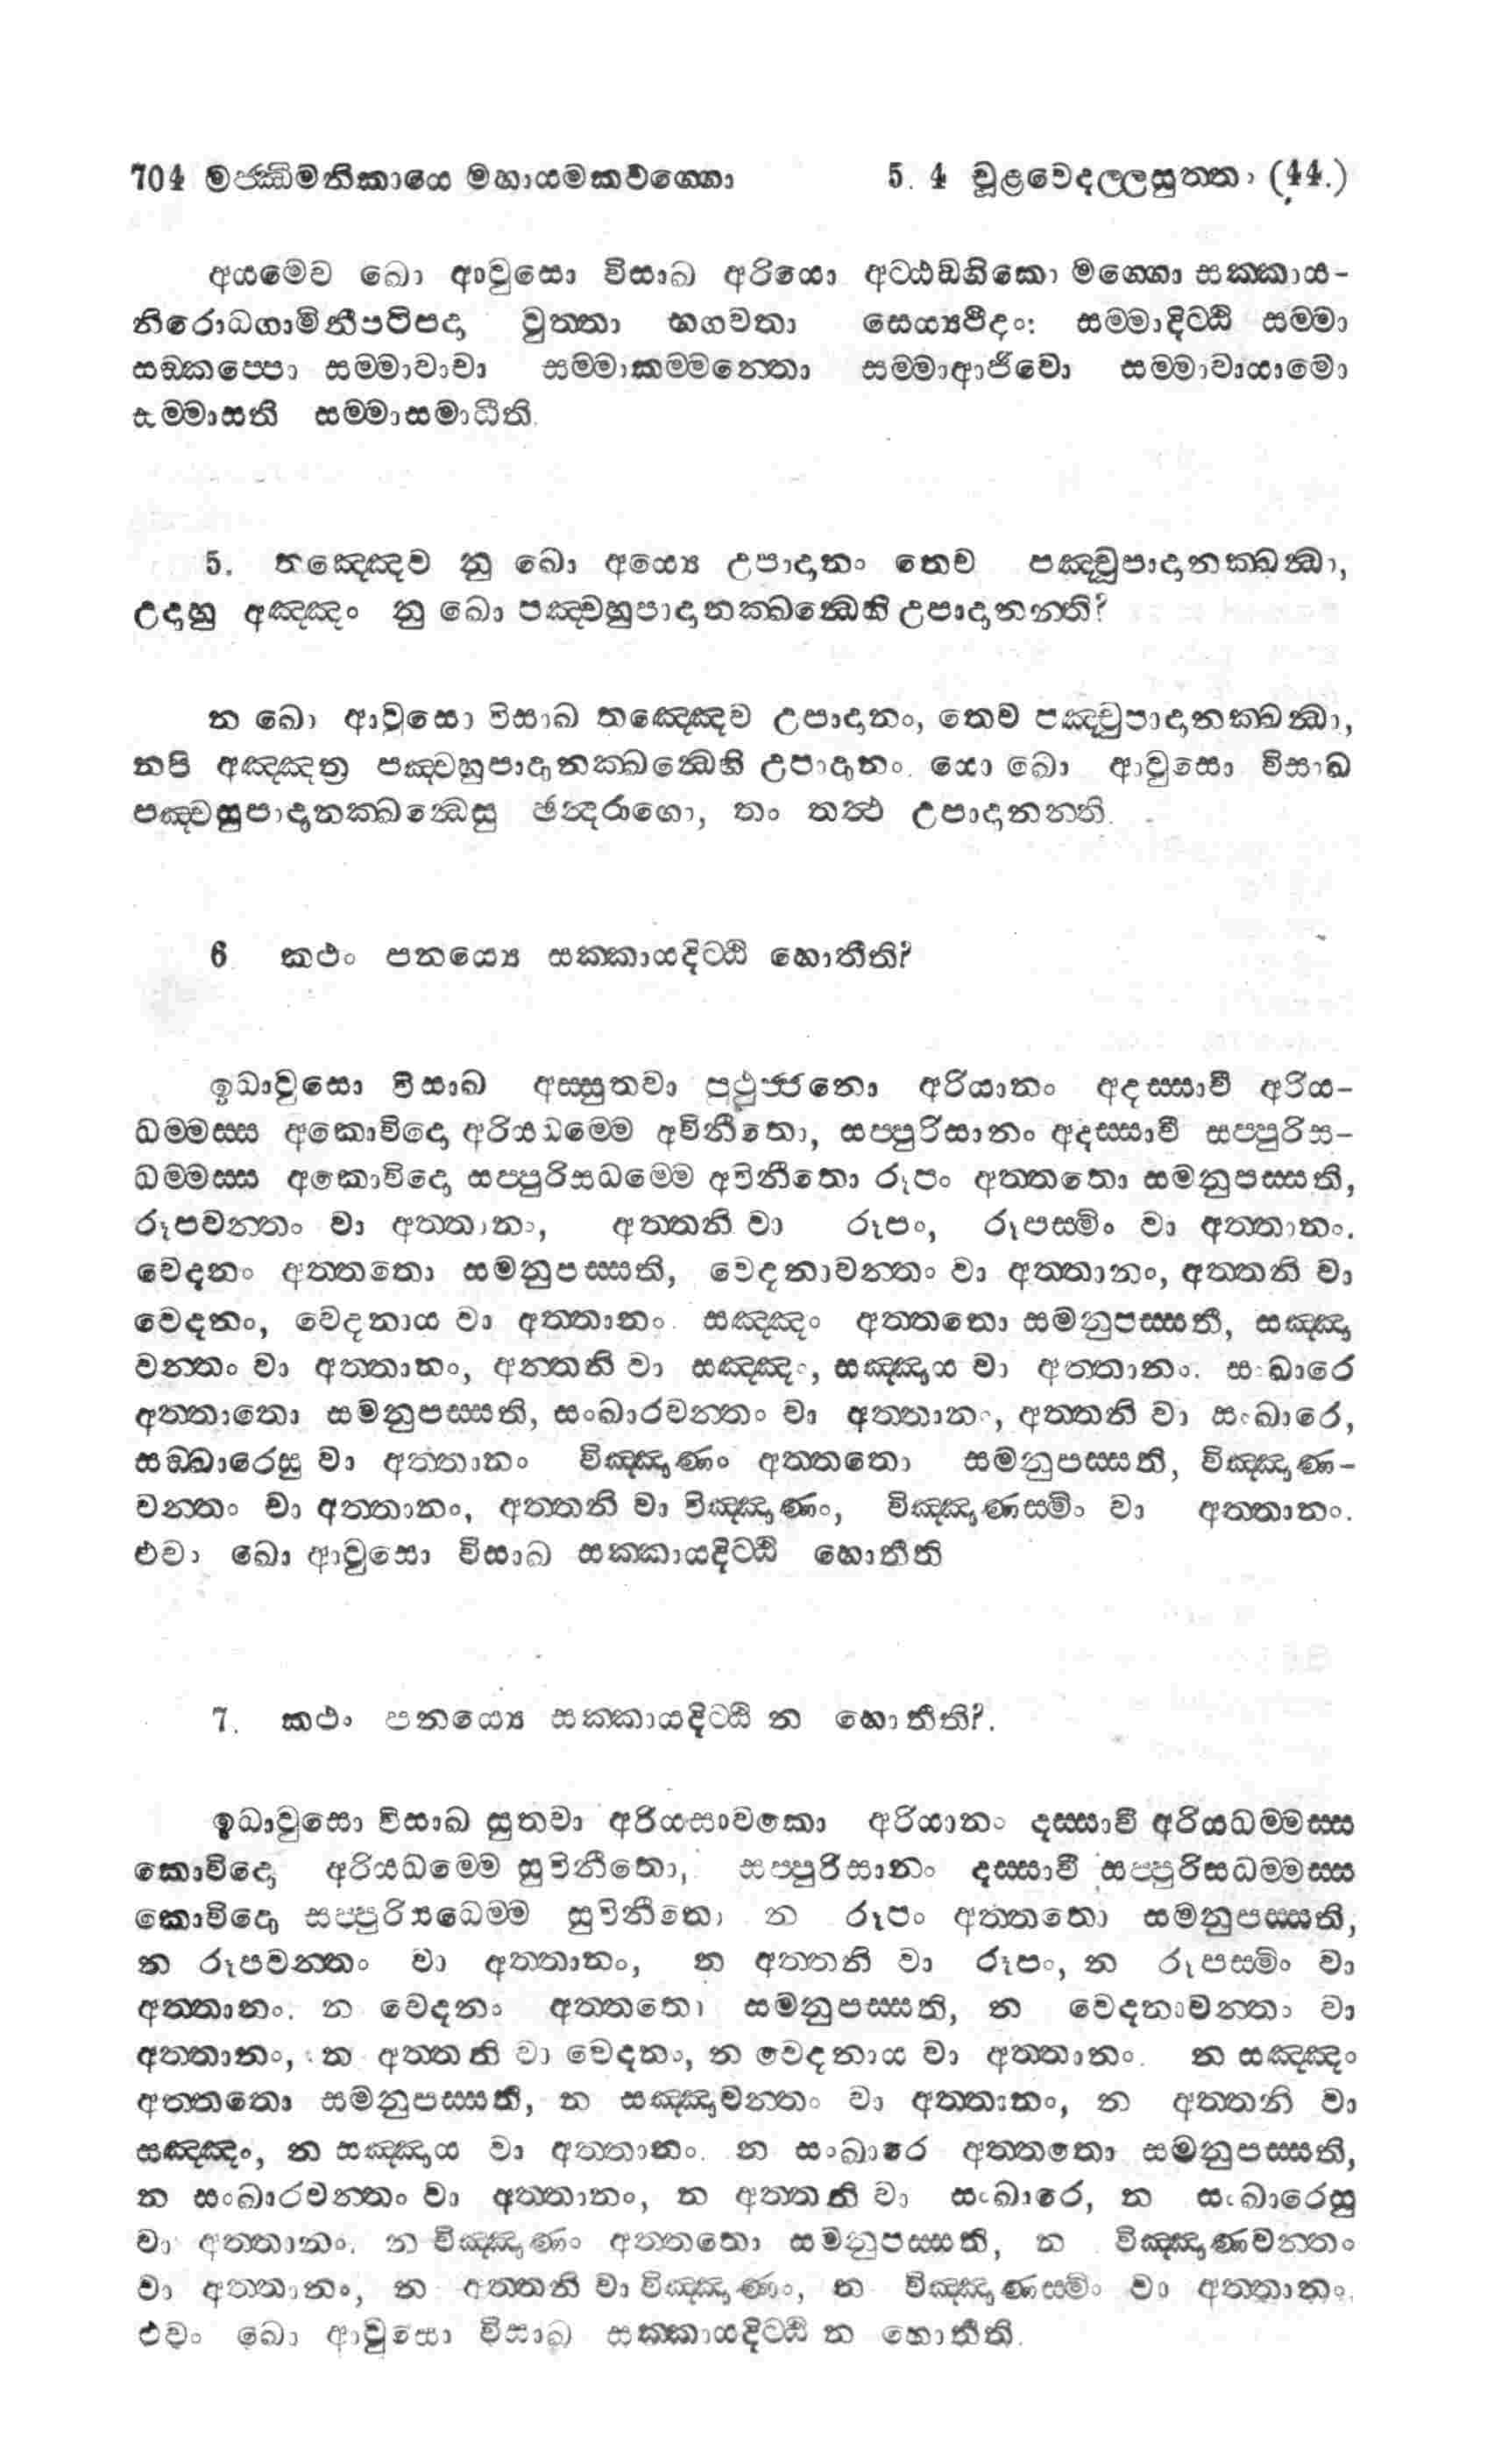 704 මජ්ඣිමනිකායෙ මහායමකවග්ගො 5. 4 චූළවෙදල්ලසුත්තං (44.)
අයමෙව ඛො ආවුසො විසාඛ අරියො අට්ඨඞ්ගිකො මග්ගො සක්කාය-
නිරොධගාමිනීපටිපදා වුත්තා භගවතා සෙය්‍යථිදං: සම්මාදිට්ඨි සම්මා
සඞ්කප්පො සම්මාවාචා සම්මාකම්මන්තො සම්මාආජිවො සම්මාවායාමො
සම්මාසති සම්මාසමාධීති.
5. තඤ්ඤෙව නු ඛො අය්‍යෙ උපාදානං තෙච පඤ්චුපාදානක්ඛන්ධා,
උදාහු අඤ්ඤං නු ඛො පඤ්චහුපාදානක්ඛන්ධෙහි උපාදානන්ති?
න ඛො ආවුසො විසාඛ තඤ්ඤෙව උපාදානං, තෙච පඤ්චුපාදානක්ඛන්ධා,
නපි අඤ්ඤත්‍ර පඤ්චහුපාදානක්ඛන්ධෙහි උපාදානං. යො ඛො ආවුසො විසාඛ
පඤ්චසුපාදානක්ඛන්ධෙසු ඡන්දරාගො, තං තත්ථ උපාදානන්ති.
6 කථං පනය්‍යෙ සක්කායදිට්ඨි හොතීති?
ඉධාවුසො විසාඛ අස්සුතවා පුථුජ්ජනො අරියානං අදස්සාවී අරිය-
ධම්මස්ස අකොවිදො අරියධම්මෙ අවිනීතො, සප්පුරිසානං අදස්සාවී සප්පුරිස-
ධම්මස්ස අකොවිදො සප්පුරිසධම්මෙ අවිනීතො රූපං අත්තතො සමනුපස්සති,
රූපවන්තං වා අත්තානං, අත්තනි වා රූපං, රූපස්මිං වා අත්තානං.
වෙදනං අත්තතො සමනුපස්සති, වෙදනාවන්තං වා අත්තානං, අත්තනි වා
වෙදනං, වෙදනාය වා අත්තානං. සඤ්ඤං අත්තතො සමනුපස්සති, සඤ්ඤා
වන්තං වා අත්තානං, අත්තනි වා සඤ්ඤං, සඤ්ඤාය වා අත්තානං. සංඛාරෙ
අත්තාතො සමනුපස්සති, සංඛාරවන්තං වා අත්තානං, අත්තනි වා සංඛාරෙ,
සඞ්ඛාරෙසු වා අත්තානං විඤ්ඤාණං අත්තතො සමනුපස්සති, විඤ්ඤාණ-
වන්තං වා අත්තානං, අත්තනි වා විඤ්ඤාණං, විඤ්ඤාණස්මිං වා අත්තානං.
එවං ඛො ආවුසො විසාඛ සක්කායදිට්ඨි හොතීති
7. කථං පනය්‍යෙ සක්කායදිට්ඨි න හොතීති?.
ඉධාවුසො විසාඛ සුතවා අරියසාවකො අරියානං දස්සාවී අරියධම්මස්ස
කොවිදො අරියධම්මෙ සුවිනීතො, සප්පුරිසානං දස්සාවී සප්පුරිසධම්මස්ස
කොවිදො සප්පුරිසධම්මෙ සුවිනීතො න රූපං අත්තතො සමනුපස්සති,
න රූපවන්තං වා අත්තානං, න අත්තනි වා රූපං, න රූපස්මිං වා
අත්තානං. න වෙදනං අත්තතො සමනුපස්සති, න වෙදනාවන්තං වා
අත්තානං, න අත්තනි වා වෙදනං, න වෙදනාය වා අත්තානං. න සඤ්ඤං
අත්තතො සමනුපස්සති, න සඤ්ඤාවන්තං වා අත්තානං, න අත්තනි වා
සඤ්ඤං, න සඤ්ඤාය වා අත්තානං. න සංඛාරෙ අත්තතො සමනුපස්සති,
න සංඛාරවන්තං වා අත්තානං, න අත්තනි වා සංඛාරෙ, න සංඛාරෙසු
වා අත්තානං. න විඤ්ඤාණං අත්තතො සමනුපස්සති, න විඤ්ඤාණවන්තං
වා අත්තානං, න අත්තනි වා විඤ්ඤාණං, න විඤ්ඤාණස්මිං වා අත්තානං.
එවං ඛො ආවුසො විසාඛ සක්කායදිට්ඨි න හොතීති.